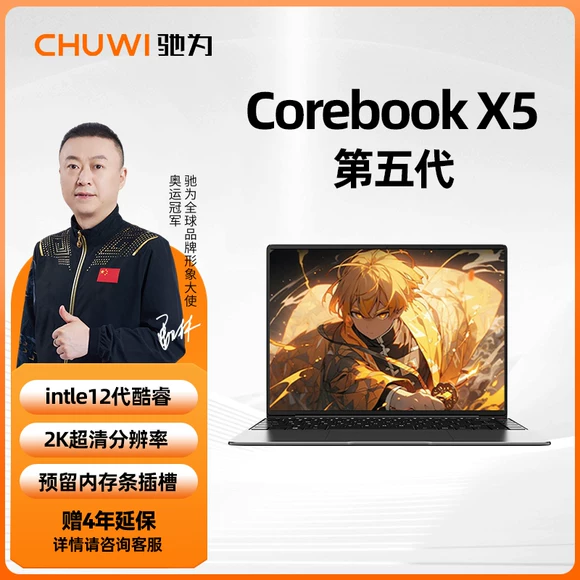 CHUWI 驰为
Corebook X5
第五代
驰为全球品牌形象大使
奥运冠军
intle12代酷睿
2K超清分辨率
预留内存条插槽
赠4年延保
详情请咨询客服